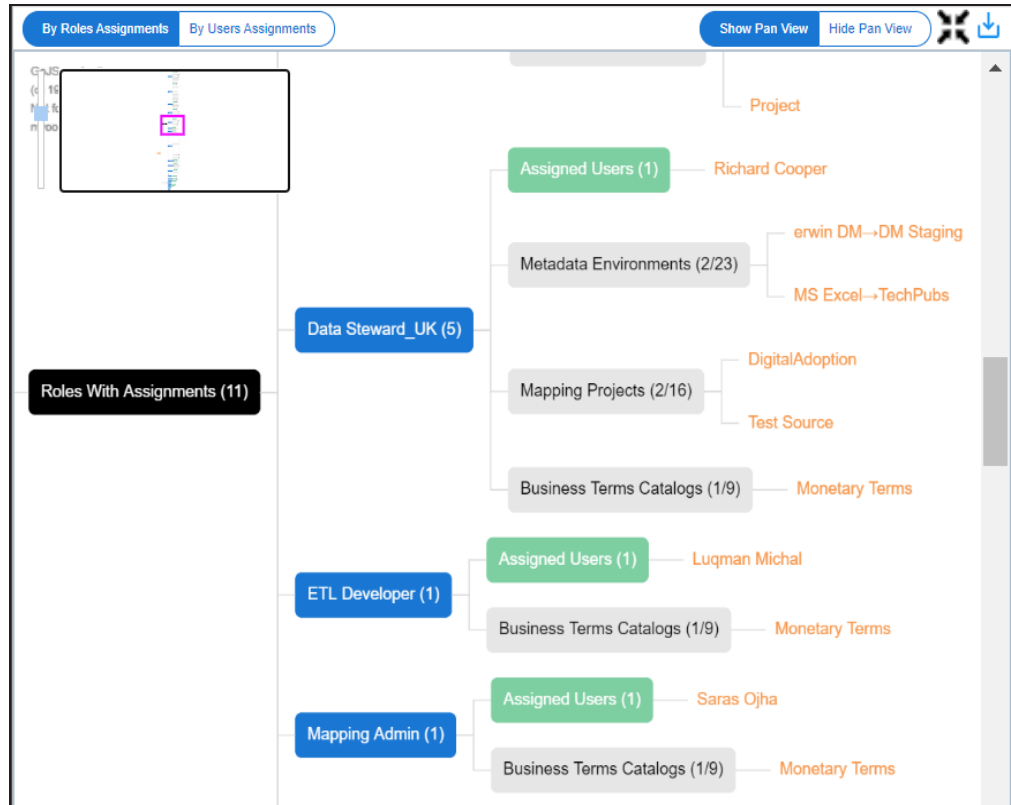 By Roles Assignments
By Users Assignments
Show Pan View
Hide Pan View
Project
Assigned Users (1)
Richard Cooper
Metadata Environments (2/23)
erwin DM→DM Staging
MS Excel→TechPubs
Data Steward_UK (5)
Mapping Projects (2/16)
DigitalAdoption
Test Source
Roles With Assignments (11)
Business Terms Catalogs (1/9)
Monetary Terms
ETL Developer (1)
Assigned Users (1)
Luqman Michal
Business Terms Catalogs (1/9)
Monetary Terms
Mapping Admin (1)
Assigned Users (1)
Saras Ojha
Business Terms Catalogs (1/9)
Monetary Terms